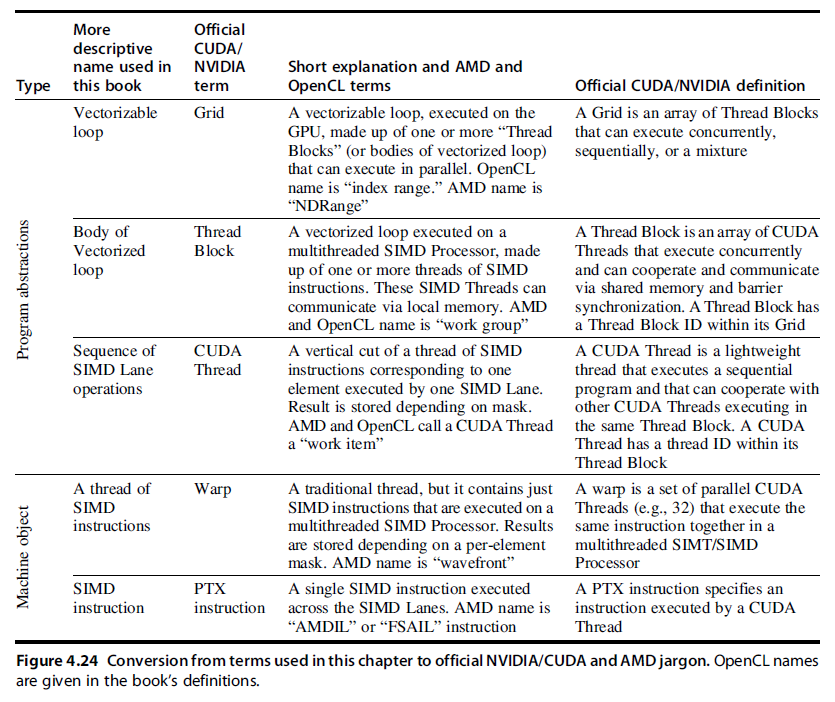 Type
More
descriptive
name used in
this book
Official
CUDA/
NVIDIA
term
Short explanation and AMD and
OpenCL terms
Official CUDA/NVIDIA definition
Program abstractions
Vectorizable
loop
Grid
A vectorizable loop, executed on the
GPU, made up of one or more “Thread
Blocks” (or bodies of vectorized loop)
that can execute in parallel. OpenCL
name is “index range.” AMD name is
“NDRange”
A Grid is an array of Thread Blocks
that can execute concurrently,
sequentially, or a mixture
Body of
Vectorized
loop
Thread
Block
A vectorized loop executed on a
multithreaded SIMD Processor, made
up of one or more threads of SIMD
instructions. These SIMD Threads can
communicate via local memory. AMD
and OpenCL name is “work group”
A Thread Block is an array of CUDA
Threads that execute concurrently
and can cooperate and communicate
via shared memory and barrier
synchronization. A Thread Block has
a Thread Block ID within its Grid
Sequence of
SIMD Lane
operations
CUDA
Thread
A vertical cut of a thread of SIMD
instructions corresponding to one
element executed by one SIMD Lane.
Result is stored depending on mask.
AMD and OpenCL call a CUDA Thread
a “work item”
A CUDA Thread is a lightweight
thread that executes a sequential
program and that can cooperate with
other CUDA Threads executing in
the same Thread Block. A CUDA
Thread has a thread ID within its
Thread Block
Machine object
A thread of
SIMD
instructions
Warp
A traditional thread, but it contains just
SIMD instructions that are executed on a
multithreaded SIMD Processor. Results
are stored depending on a per-element
mask. AMD name is “wavefront”
A warp is a set of parallel CUDA
Threads (e.g., 32) that execute the
same instruction together in a
multithreaded SIMT/SIMD
Processor
SIMD
instruction
PTX
instruction
A single SIMD instruction executed
across the SIMD Lanes. AMD name is
“AMDIL” or “FSAIL” instruction
A PTX instruction specifies an
instruction executed by a CUDA
Thread
Figure 4.24 Conversion from terms used in this chapter to official NVIDIA/CUDA and AMD jargon. OpenCL names
are given in the book’s definitions.